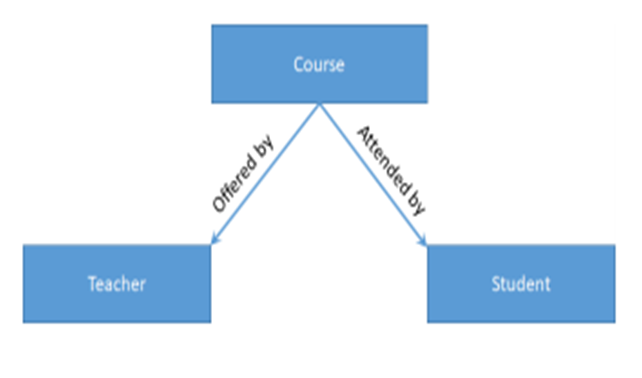 Course
Offered by
Attended by
Teacher
Student